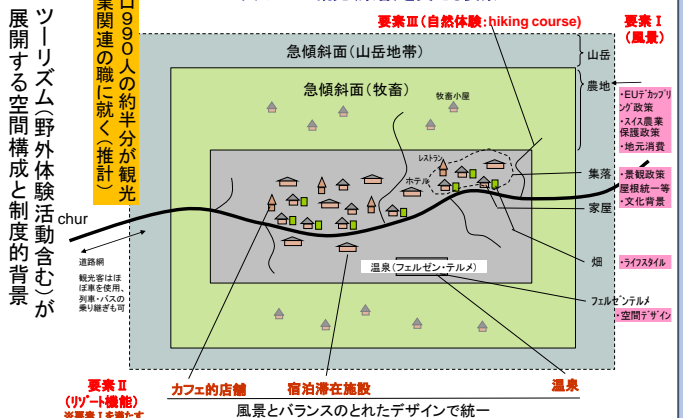 ツーリズム(野外体験活動含む)が
展開する空間構成と制度的背景
口990人の約半分が観光
業関連の職に就く(推計)
要素Ⅲ(自然体験:hiking course)
要素Ⅰ
(風景)
急傾斜面(山岳地帯)
山岳
急傾斜面(牧畜)
牧畜小屋
農地
・EUデカップリ
ング政策
・スイス農業
保護政策
・地元消費
レストラン
ホテル
集落
・景観政策
屋根統一等
・文化背景
家屋
chur
道路網
観光客はほ
ぼ車を使用、
列車・バスの
乗り継ぎも可
温泉(フェルゼン・テルメ)
畑
・ライフスタイル
フェルゼンテルメ
・空間デザイン
要素Ⅱ
(リゾート機能)
※要素Ⅰを満たす
カフェ的店舗
宿泊滞在施設
温泉
風景とバランスのとれたデザインで統一